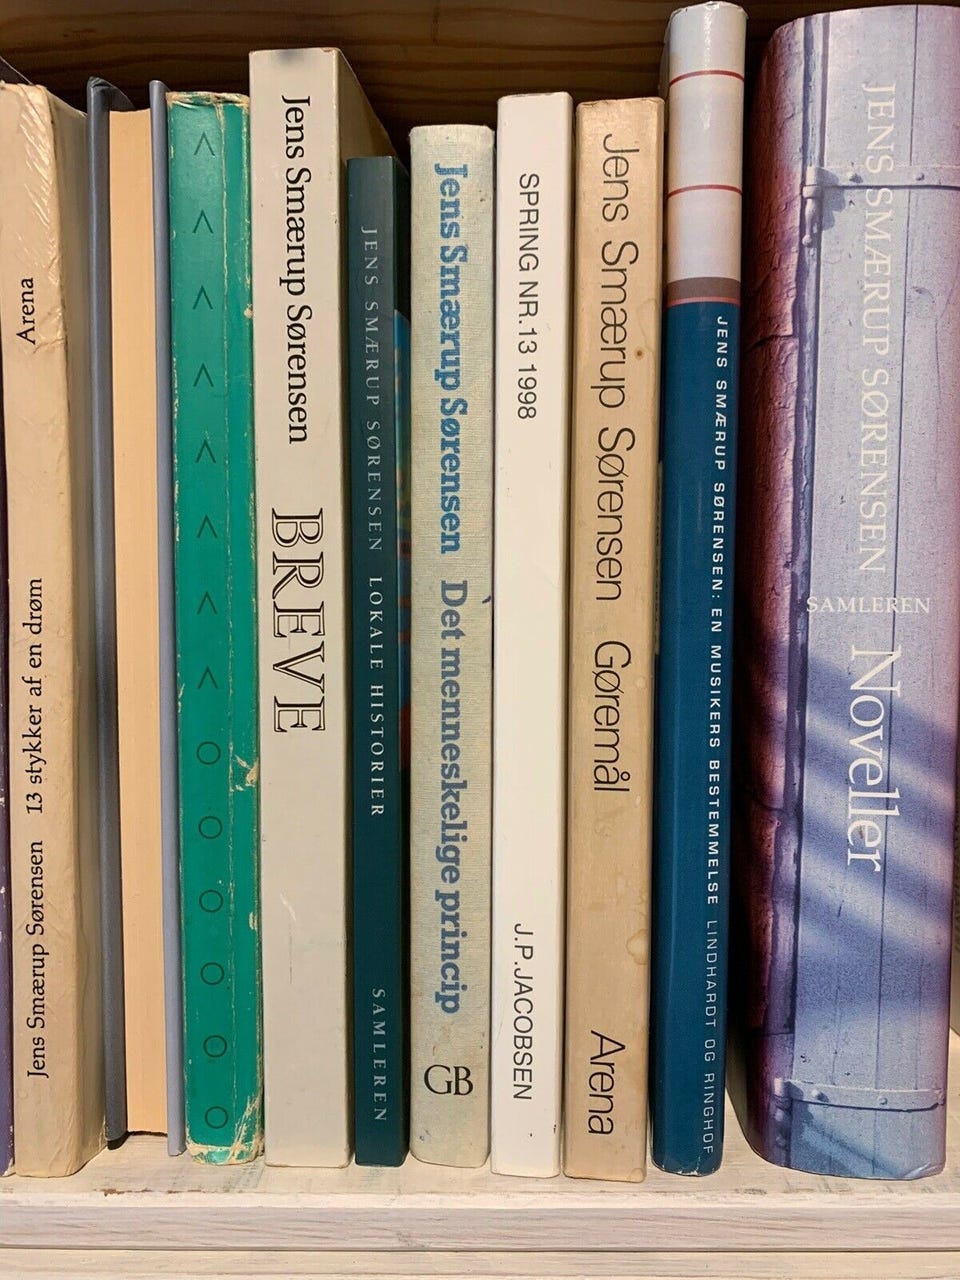 Jens Smærup Sørensen 13 stykker af en drøm Arena
Jens Smærup Sørensen BREVE
JENS SMÆRUP SØRENSEN LOKALE HISTORIER SAMLEREN
Jens Smærup Sørensen Det menneskelige princip GB
SPRING NR.13 1998 J.P.JACOBSEN
Jens Smærup Sørensen Gøremål Arena
JENS SMÆRUP SØRENSEN: EN MUSIKERS BESTEMMELSE LINDHARDT OG RINGHOF
JENS SMÆRUP SØRENSEN Noveller
SAMLEREN